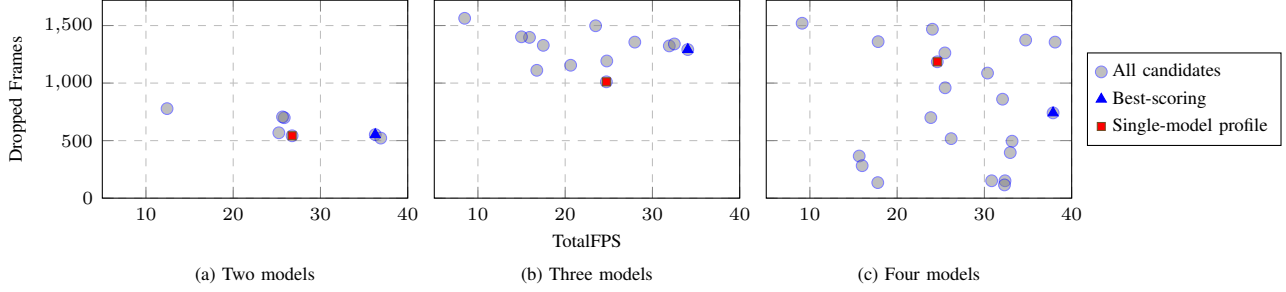 Dropped Frames
1,500
1,000
500
0
10 20 30 40
10 20 30 40
10 20 30 40
TotalFPS
(a) Two models
(b) Three models
(c) Four models
All candidates
Best-scoring
Single-model profile